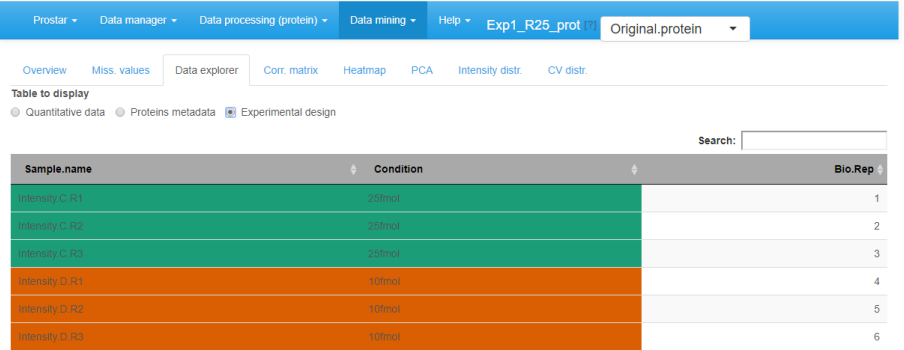 Prostar Data manager Data processing (protein) Data mining Help Exp1_R25_prot [?] Original.protein
Overview Miss. values Data explorer Corr. matrix Heatmap PCA Intensity distr. CV distr.
Table to display
Quantitative data Proteins metadata Experimental design
Search:
Sample.name Condition Bio.Rep
Intensity.C.R1 25fmol 1
Intensity.C.R2 25fmol 2
Intensity.C.R3 25fmol 3
Intensity.D.R1 10fmol 4
Intensity.D.R2 10fmol 5
Intensity.D.R3 10fmol 6